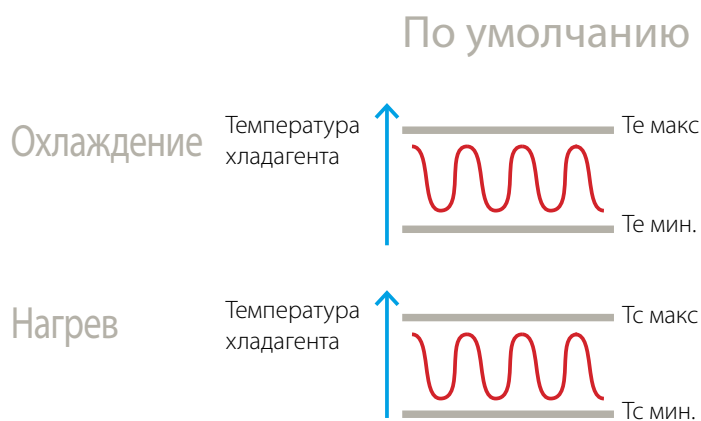 По умолчанию
Охлаждение
Температура
хладагента
Te макс
Te мин.
Нагрев
Температура
хладагента
Tc макс
Tc мин.